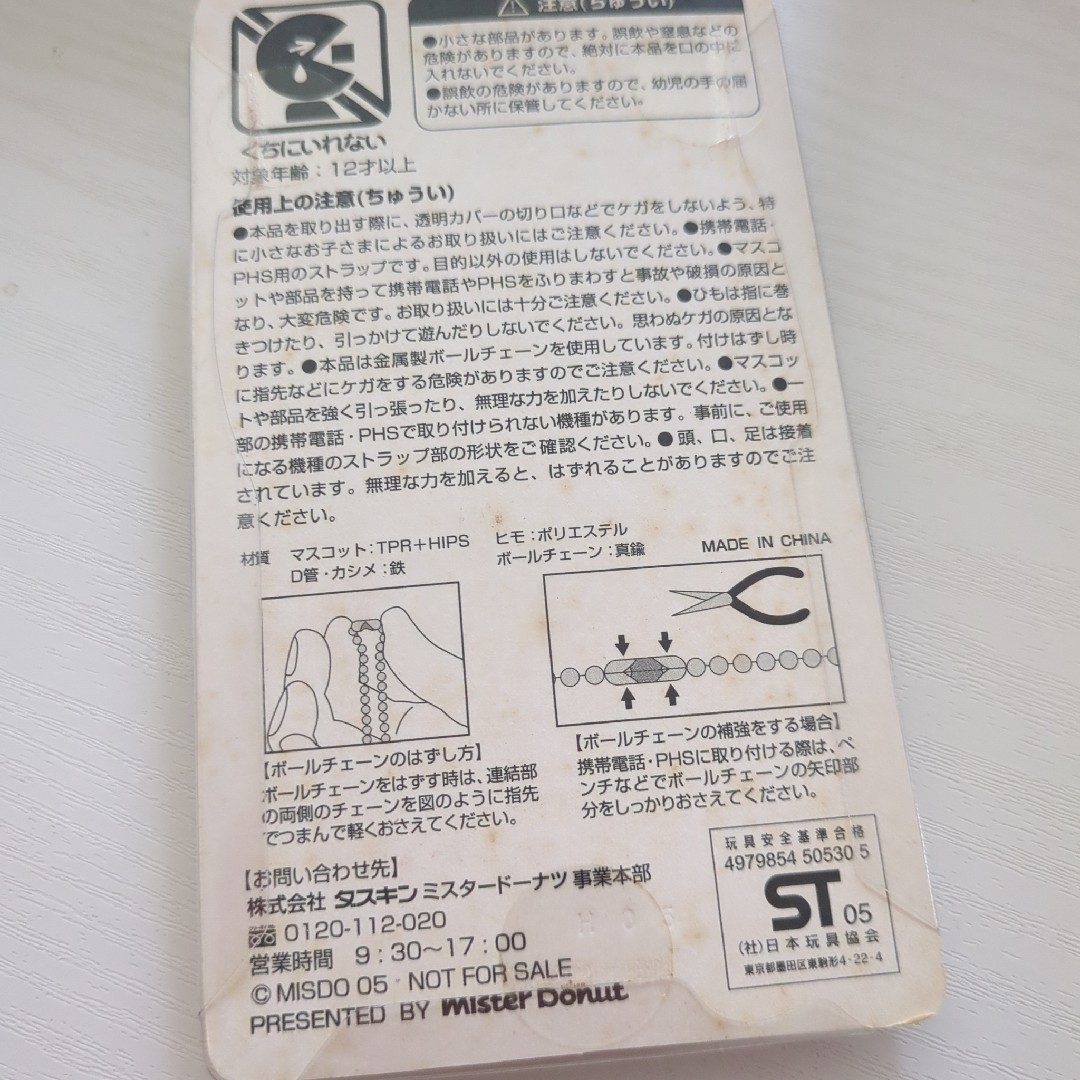 注意(ちゅうい)
●小さな部品があります。誤飲や窒息などの
危険がありますので、絶対に本品を口の中に
入れないでください。
●誤飲の危険がありますので、幼児の手の届
かない所に保管してください。
くちにいれない
対象年齢：12才以上
使用上の注意(ちゅうい)
●本品を取り出す際に、透明カバーの切り口などでケガをしないよう、特
に小さなお子さまによるお取り扱いにはご注意ください。●携帯電話・
PHS用のストラップです。目的以外の使用はしないでください。●マスコ
ットや部品を持って携帯電話やPHSをふりまわすと事故や破損の原因と
なり、大変危険です。お取り扱いには十分ご注意ください。●ひもは指に巻
きつけたり、引っかけて遊んだりしないでください。思わぬケガの原因とな
ります。●本品は金属製ボールチェーンを使用しています。付けはずし時
に指先などにケガをする危険がありますのでご注意ください。●マスコッ
トや部品を強く引っ張ったり、無理な力を加えたりしないでください。●一
部の携帯電話・PHSで取り付けられない機種があります。事前に、ご使用
になる機種のストラップ部の形状をご確認ください。●頭、口、足は接着
されています。無理な力を加えると、はずれることがありますのでご注
意ください。
材質 マスコット：TPR＋HIPS ヒモ：ポリエステル
D管・カシメ：鉄 ボールチェーン：真鍮 MADE IN CHINA
【ボールチェーンのはずし方】
ボールチェーンをはずす時は、連結部
の両側のチェーンを図のように指先
でつまんで軽くおさえてください。
【ボールチェーンの補強をする場合】
携帯電話・PHSに取り付ける際は、ペ
ンチなどでボールチェーンの矢印部
分をしっかりおさえてください。
【お問い合わせ先】
株式会社 ダスキン ミスタードーナツ 事業本部
0120-112-020
営業時間 9：30〜17：00
© MISDO 05 · NOT FOR SALE
PRESENTED BY mister Donut
玩具安全基準合格
4979854 50530 5
ST 05
(社)日本玩具協会
東京都墨田区東駒形4-22-4